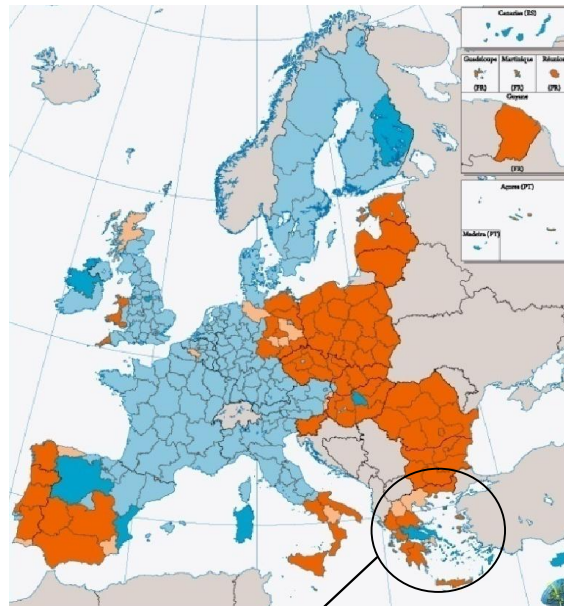 Canarias (ES)
Guadeloupe Martinique Réunion
(FR) (FR) (FR)
Guyane
(FR)
Açores (PT)
Madeira (PT)